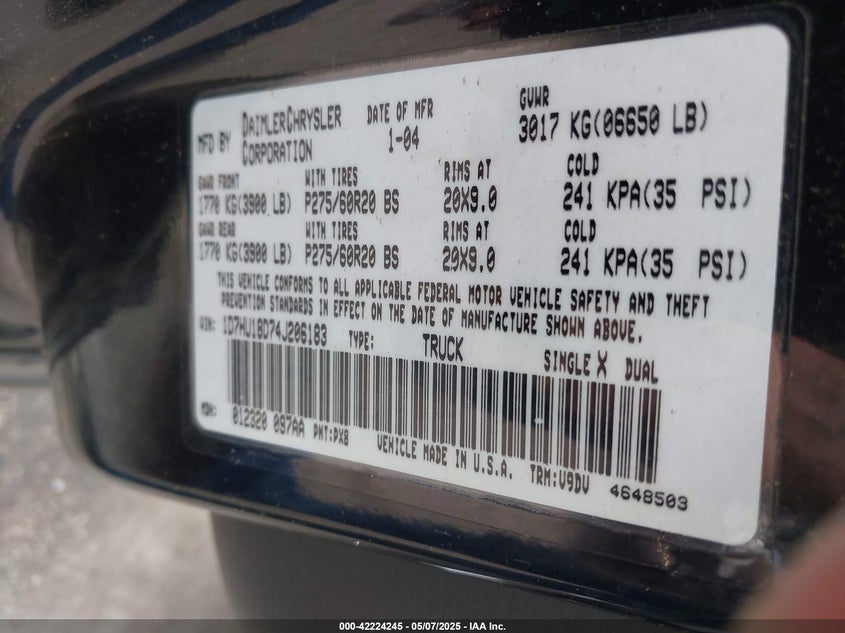 MFD BY DAIMLERCHRYSLER CORPORATION DATE OF MFR 1-04 GVWR 3017 KG(06650 LB)
GAWR FRONT WITH TIRES RIMS AT COLD
1770 KG(3900 LB) P275/60R20 BS 20X9.0 241 KPA(35 PSI)
GAWR REAR WITH TIRES RIMS AT COLD
1770 KG(3900 LB) P275/60R20 BS 20X9.0 241 KPA(35 PSI)
THIS VEHICLE CONFORMS TO ALL APPLICABLE FEDERAL MOTOR VEHICLE SAFETY AND THEFT
PREVENTION STANDARDS IN EFFECT ON THE DATE OF MANUFACTURE SHOWN ABOVE.
VIN: 1D7HU18D74J206183 TYPE: TRUCK SINGLE X DUAL
MDH: 012320 097AA PNT:PX8 VEHICLE MADE IN U.S.A. TRM:V9DV 4648503
000-42224245 - 05/07/2025 - IAA Inc.